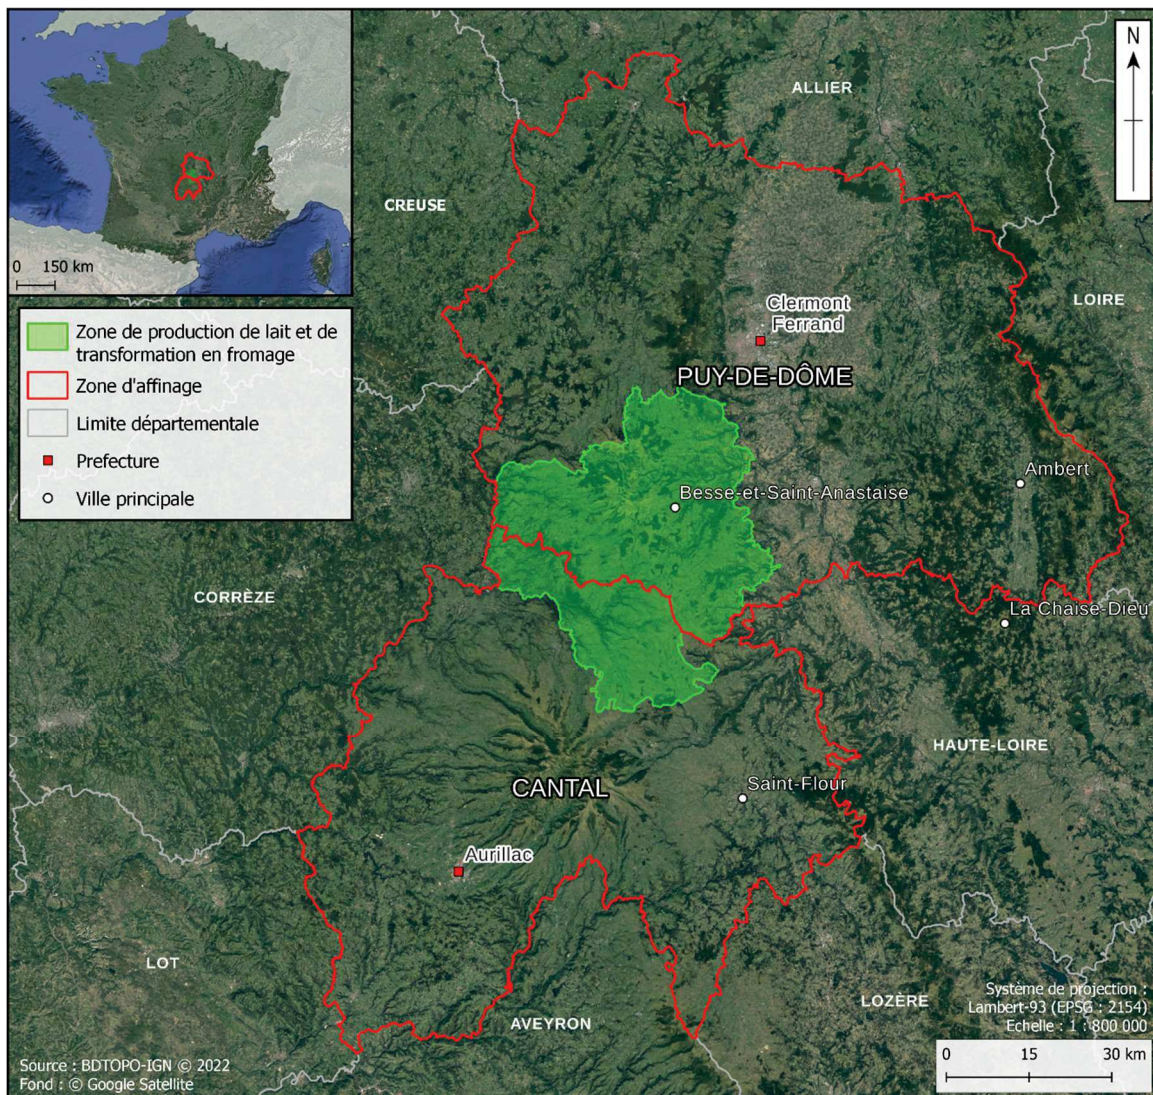 N
ALLIER
CREUSE
0 150 km
LOIRE
Clermont
Ferrand
Zone de production de lait et de
transformation en fromage
Zone d'affinage
Limite départementale
Prefecture
Ville principale
PUY-DE-DÔME
Ambert
Besse-et-Saint-Anastaise
CORRÈZE
La Chaise-Dieu
HAUTE-LOIRE
CANTAL
Saint-Flour
Aurillac
LOT
AVEYRON
LOZÈRE
Système de projection :
Lambert-93 (EPSG : 2154)
Echelle : 1 : 800 000
0 15 30 km
Source : BDTOPO-IGN © 2022
Fond : © Google Satellite